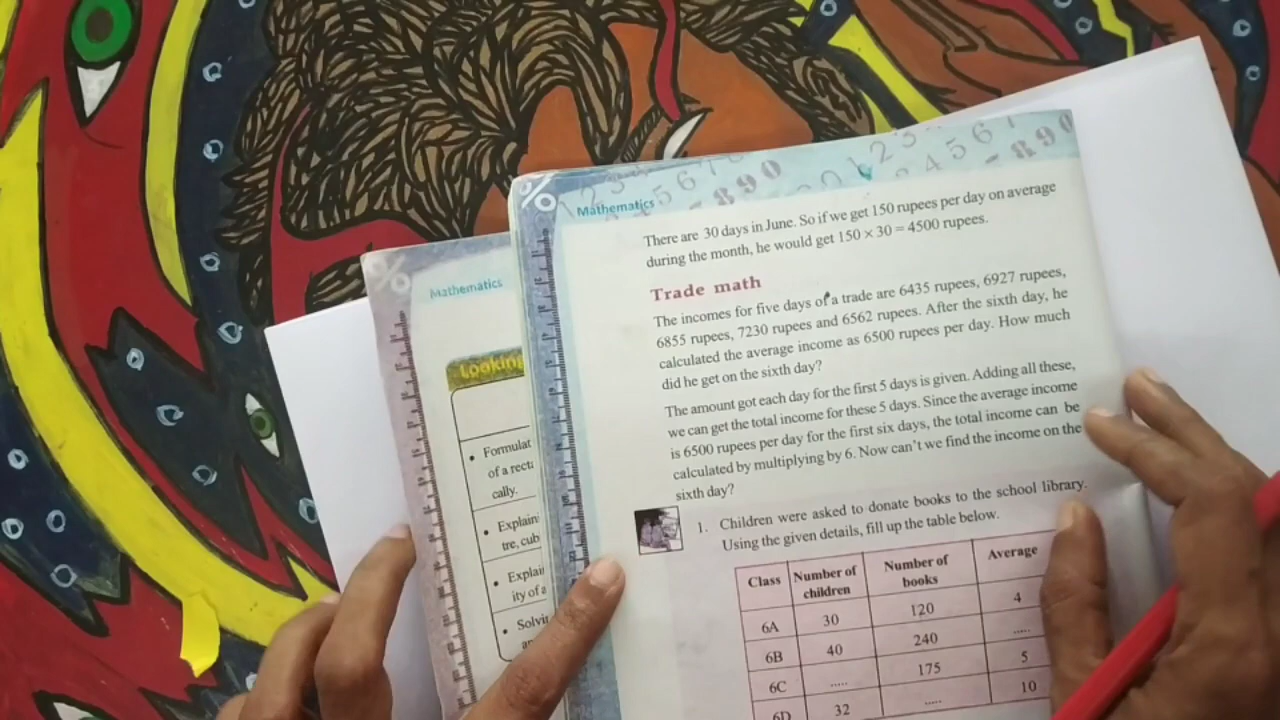 Mathematics
There are 30 days in June. So if we get 150 rupees per day on average
during the month, he would get 150 × 30 = 4500 rupees.
Trade math
The incomes for five days of a trade are 6435 rupees, 6927 rupees,
6855 rupees, 7230 rupees and 6562 rupees. After the sixth day, he
calculated the average income as 6500 rupees per day. How much
did he get on the sixth day?
The amount got each day for the first 5 days is given. Adding all these,
we can get the total income for these 5 days. Since the average income
is 6500 rupees per day for the first six days, the total income can be
calculated by multiplying by 6. Now can't we find the income on the
sixth day?
1. Children were asked to donate books to the school library.
Using the given details, fill up the table below.
Class Number of children Number of books Average
6A 30 120 4
6B 40 240 .....
6C ..... 175 5
6D 32 ..... 10
Mathematics
Looking
• Formulat
of a recta
cally.
• Explain
tre, cub
• Explai
ity of a
• Solvi